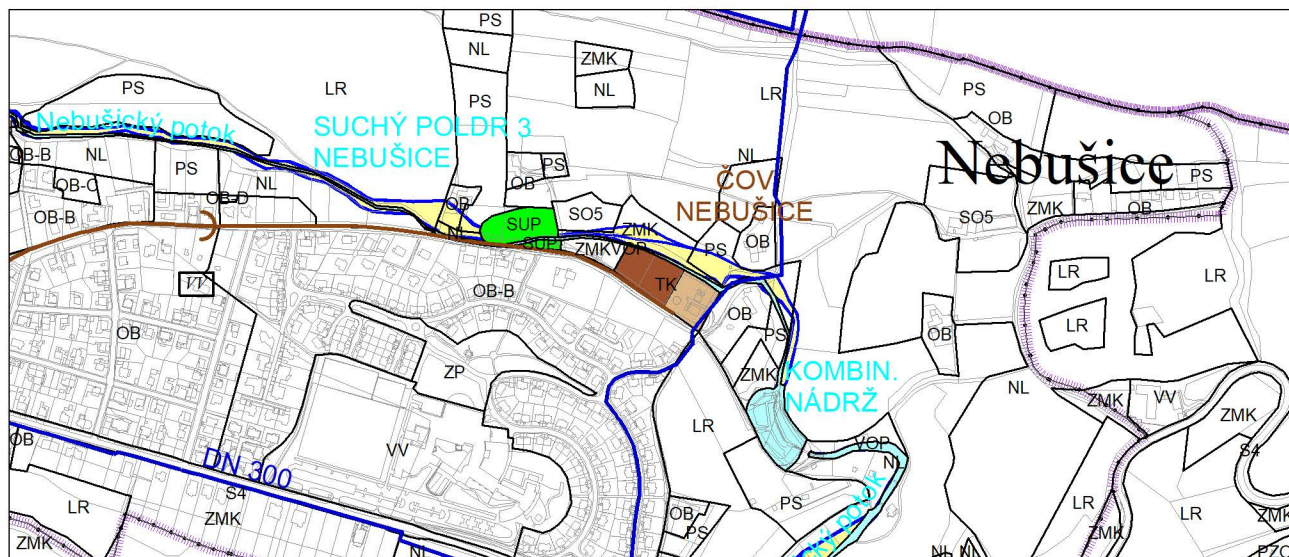 PS
NL
ZMK
PS
LR
PS
NL
LR
PS
OB
Nebušický potok
SUCHÝ POLDR 3
NEBUŠICE
Nebušice
OB-B
NL
PS
NL
OB
PS
NL
ČOV
NEBUŠICE
PS
OB-C
OB-D
OB-B
OB
SO5
ZMK
SUP
SUP
NL
ZMK
VOP
PS
OB
SO5
ZMK
OB
LR
LR
TK
OB-B
VV
OB
OB
PS
LR
OB
ZP
ZMK
KOMBIN.
NÁDRŽ
NL
ZMK
VV
ZMK
LR
OB
VV
VOP
S4
DN 300
S4
LR
ZMK
PS
LR
LR
ZMK
OB
PS
ZMK
ZMK
NL
NL
NL